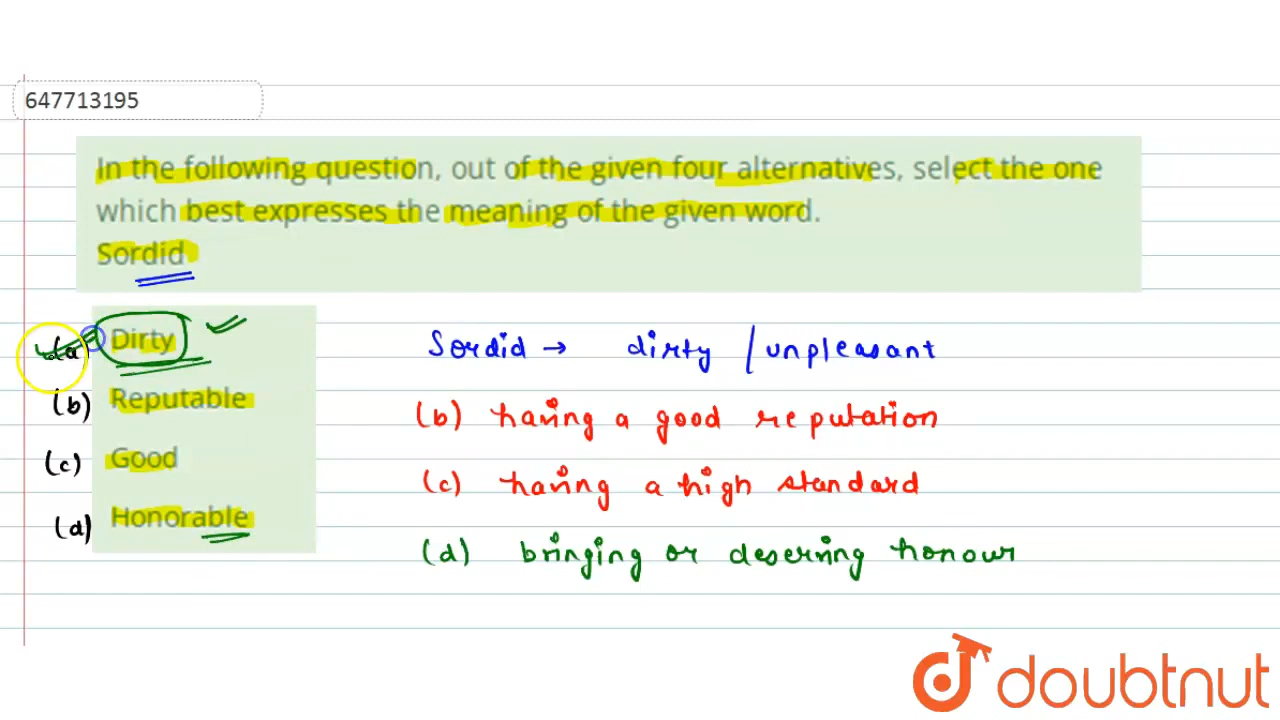 647713195
In the following question, out of the given four alternatives, select the one
which best expresses the meaning of the given word.
Sordid
(a) Dirty
(b) Reputable
(c) Good
(d) Honorable
Sordid → dirty / unpleasant
(b) having a good reputation
(c) having a high standard
(d) bringing or deserving honour
doubtnut